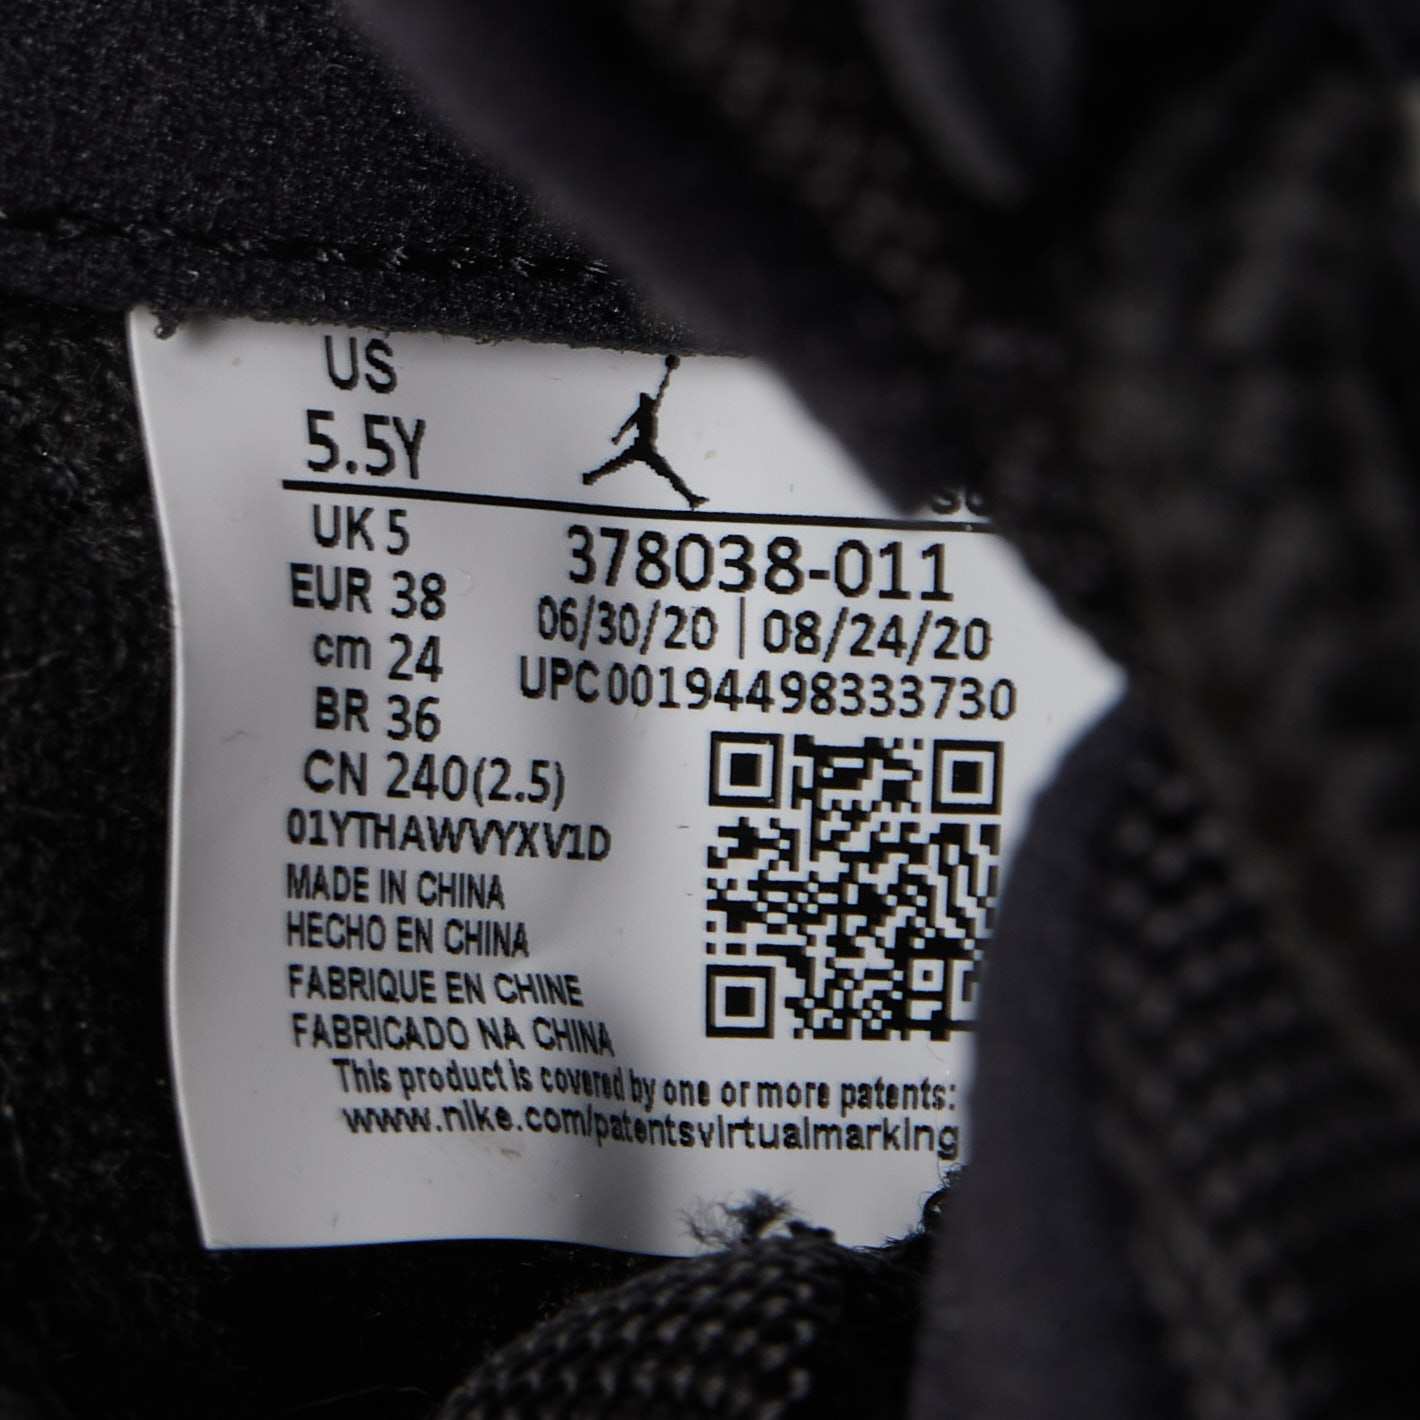 US
5.5Y
UK 5
EUR 38
cm 24
BR 36
CN 240(2.5)
378038-011
06/30/20 | 08/24/20
UPC 00194498333730
01YTHAWVYXV1D
MADE IN CHINA
HECHO EN CHINA
FABRIQUE EN CHINE
FABRICADO NA CHINA
This product is covered by one or more patents:
www.nike.com/patentsvirtualmarking